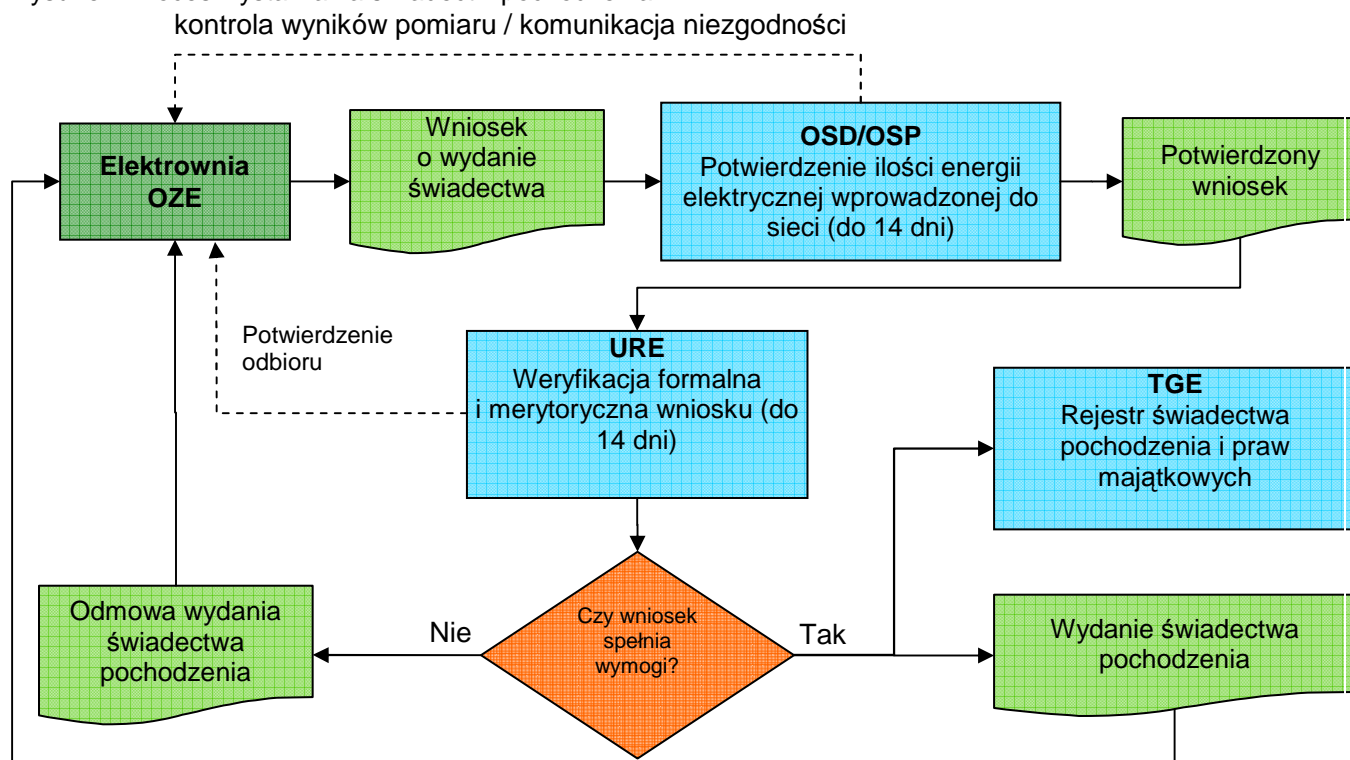 kontrola wyników pomiaru / komunikacja niezgodności
Elektrownia
OZE
Wniosek
o wydanie
świadectwa
OSD/OSP
Potwierdzenie ilości energii
elektrycznej wprowadzonej do
sieci (do 14 dni)
Potwierdzony
wniosek
Potwierdzenie
odbioru
URE
Weryfikacja formalna
i merytoryczna wniosku (do
14 dni)
TGE
Rejestr świadectwa
pochodzenia i praw
majątkowych
Odmowa wydania
świadectwa
pochodzenia
Nie
Czy wniosek
spełnia
wymogi?
Tak
Wydanie świadectwa
pochodzenia